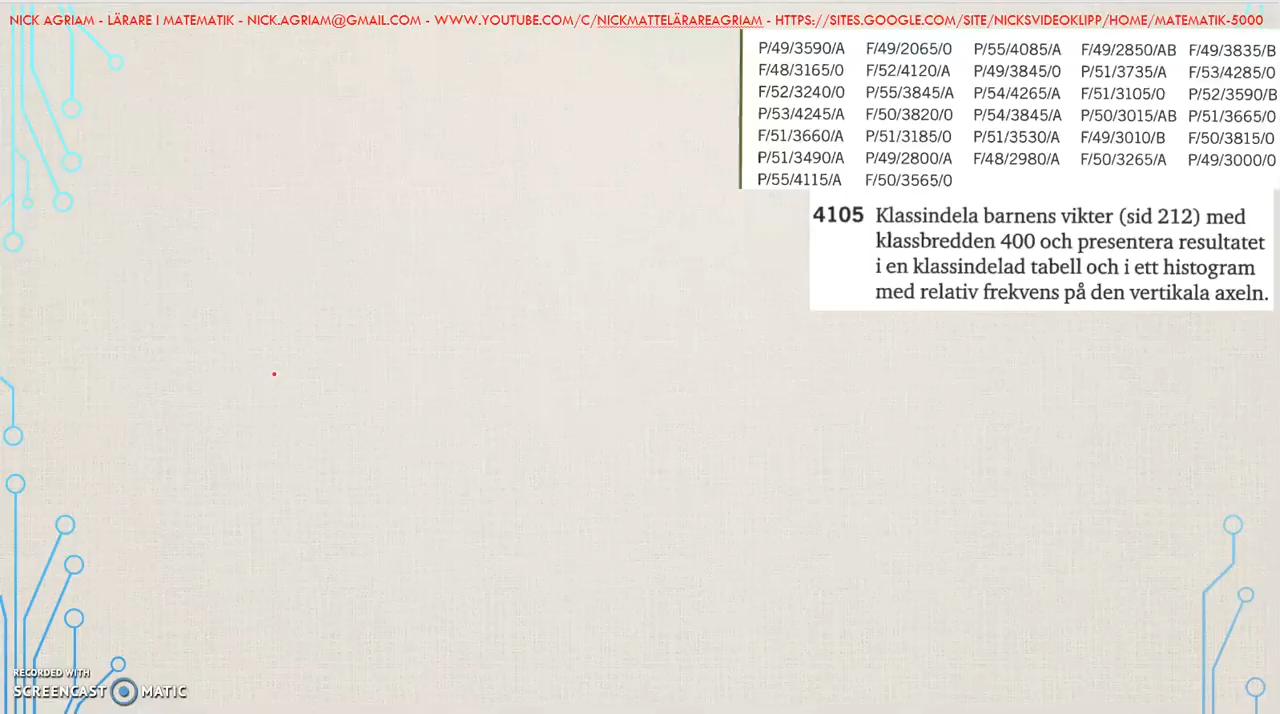 NICK AGRIAM - LÄRARE I MATEMATIK - NICK.AGRIAM@GMAIL.COM - WWW.YOUTUBE.COM/C/NICKMATTELÄRAREAGRIAM - HTTPS://SITES.GOOGLE.COM/SITE/NICKSVIDEOKLIPP/HOME/MATEMATIK-5000
P/49/3590/A F/49/2065/0 P/55/4085/A F/49/2850/AB F/49/3835/B
F/48/3165/0 F/52/4120/A P/49/3845/0 P/51/3735/A F/53/4285/0
F/52/3240/0 P/55/3845/A P/54/4265/A F/51/3105/0 P/52/3590/B
P/53/4245/A F/50/3820/0 P/54/3845/A P/50/3015/AB P/51/3665/0
F/51/3660/A P/51/3185/0 P/51/3530/A F/49/3010/B F/50/3815/0
P/51/3490/A P/49/2800/A F/48/2980/A F/50/3265/A P/49/3000/0
P/55/4115/A F/50/3565/0
4105 Klassindela barnens vikter (sid 212) med
klassbredden 400 och presentera resultatet
i en klassindelad tabell och i ett histogram
med relativ frekvens på den vertikala axeln.
RECORDED WITH
SCREENCAST MATIC